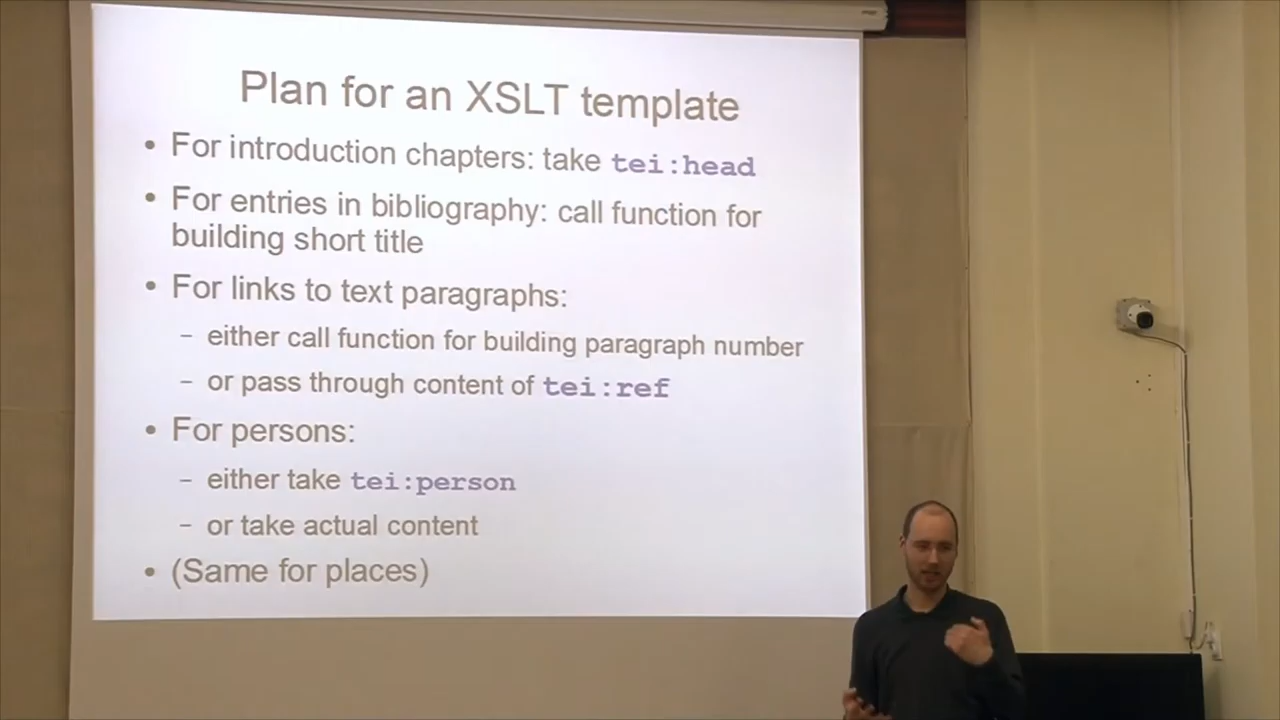 Plan for an XSLT template
• For introduction chapters: take tei:head
• For entries in bibliography: call function for
building short title
• For links to text paragraphs:
– either call function for building paragraph number
– or pass through content of tei:ref
• For persons:
– either take tei:person
– or take actual content
• (Same for places)